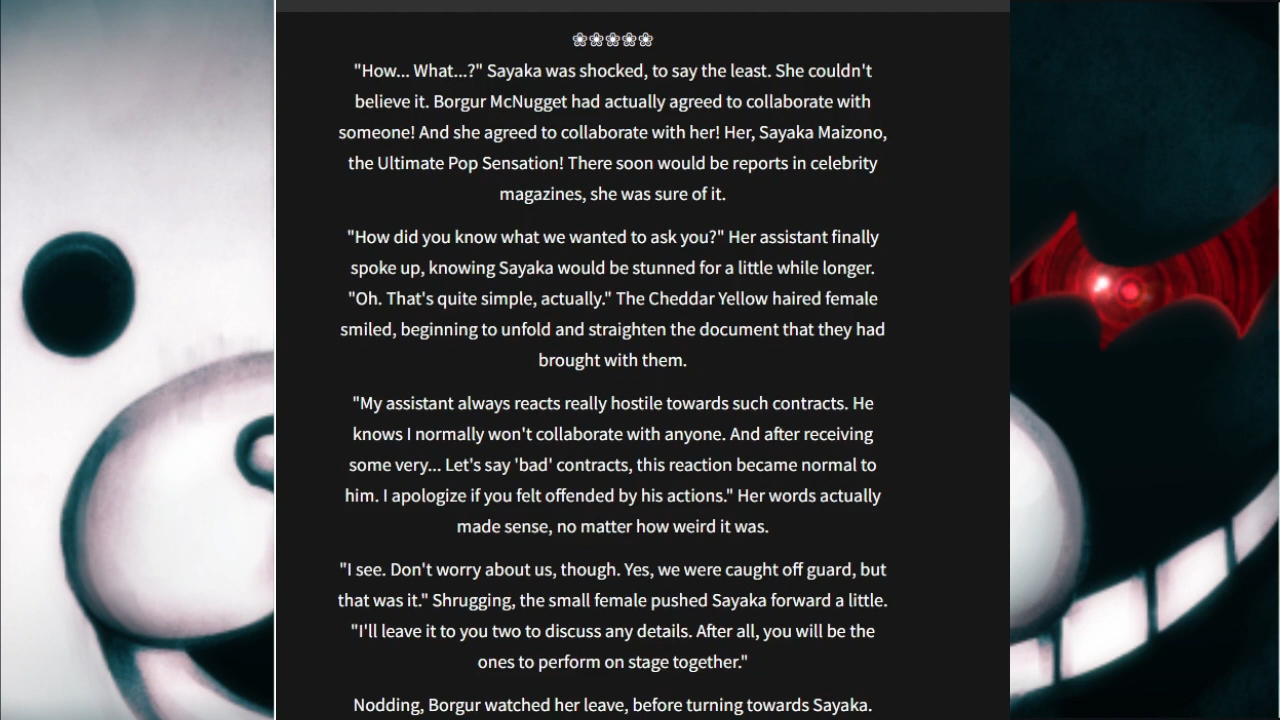 ❀❀❀❀❀
"How... What...?" Sayaka was shocked, to say the least. She couldn't
believe it. Borgur McNugget had actually agreed to collaborate with
someone! And she agreed to collaborate with her! Her, Sayaka Maizono,
the Ultimate Pop Sensation! There soon would be reports in celebrity
magazines, she was sure of it.
"How did you know what we wanted to ask you?" Her assistant finally
spoke up, knowing Sayaka would be stunned for a little while longer.
"Oh. That's quite simple, actually." The Cheddar Yellow haired female
smiled, beginning to unfold and straighten the document that they had
brought with them.
"My assistant always reacts really hostile towards such contracts. He
knows I normally won't collaborate with anyone. And after receiving
some very... Let's say 'bad' contracts, this reaction became normal to
him. I apologize if you felt offended by his actions." Her words actually
made sense, no matter how weird it was.
"I see. Don't worry about us, though. Yes, we were caught off guard, but
that was it." Shrugging, the small female pushed Sayaka forward a little.
"I'll leave it to you two to discuss any details. After all, you will be the
ones to perform on stage together."
Nodding, Borgur watched her leave, before turning towards Sayaka.